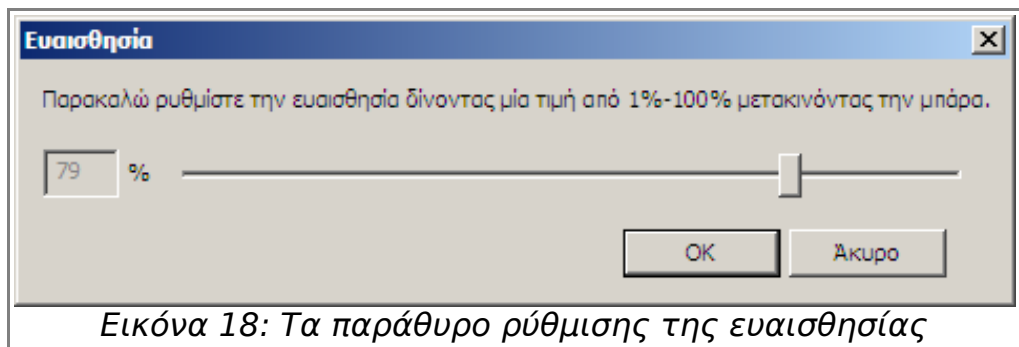 Ευαισθησία
Παρακαλώ ρυθμίστε την ευαισθησία δίνοντας μία τιμή από 1%-100% μετακινόντας την μπάρα.
79 %
OK Άκυρο
Εικόνα 18: Τα παράθυρο ρύθμισης της ευαισθησίας